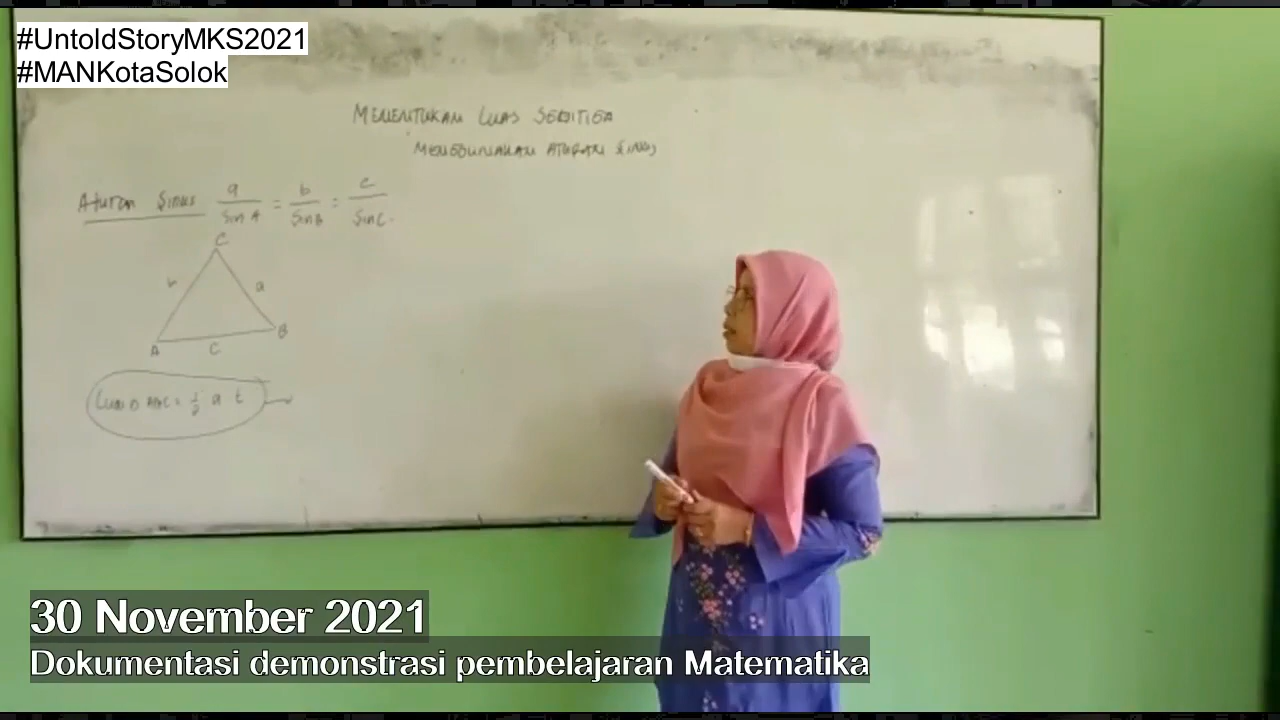 #UntoldStoryMKS2021
#MANKotaSolok
MENENTUKAN LUAS SEGITIGA
MENGGUNAKAN ATURAN SINUS
Aturan Sinus a/Sin A = b/Sin B = c/Sin C.
C
b a
A C B
Luas Δ ABC = 1/2 a t
30 November 2021
Dokumentasi demonstrasi pembelajaran Matematika